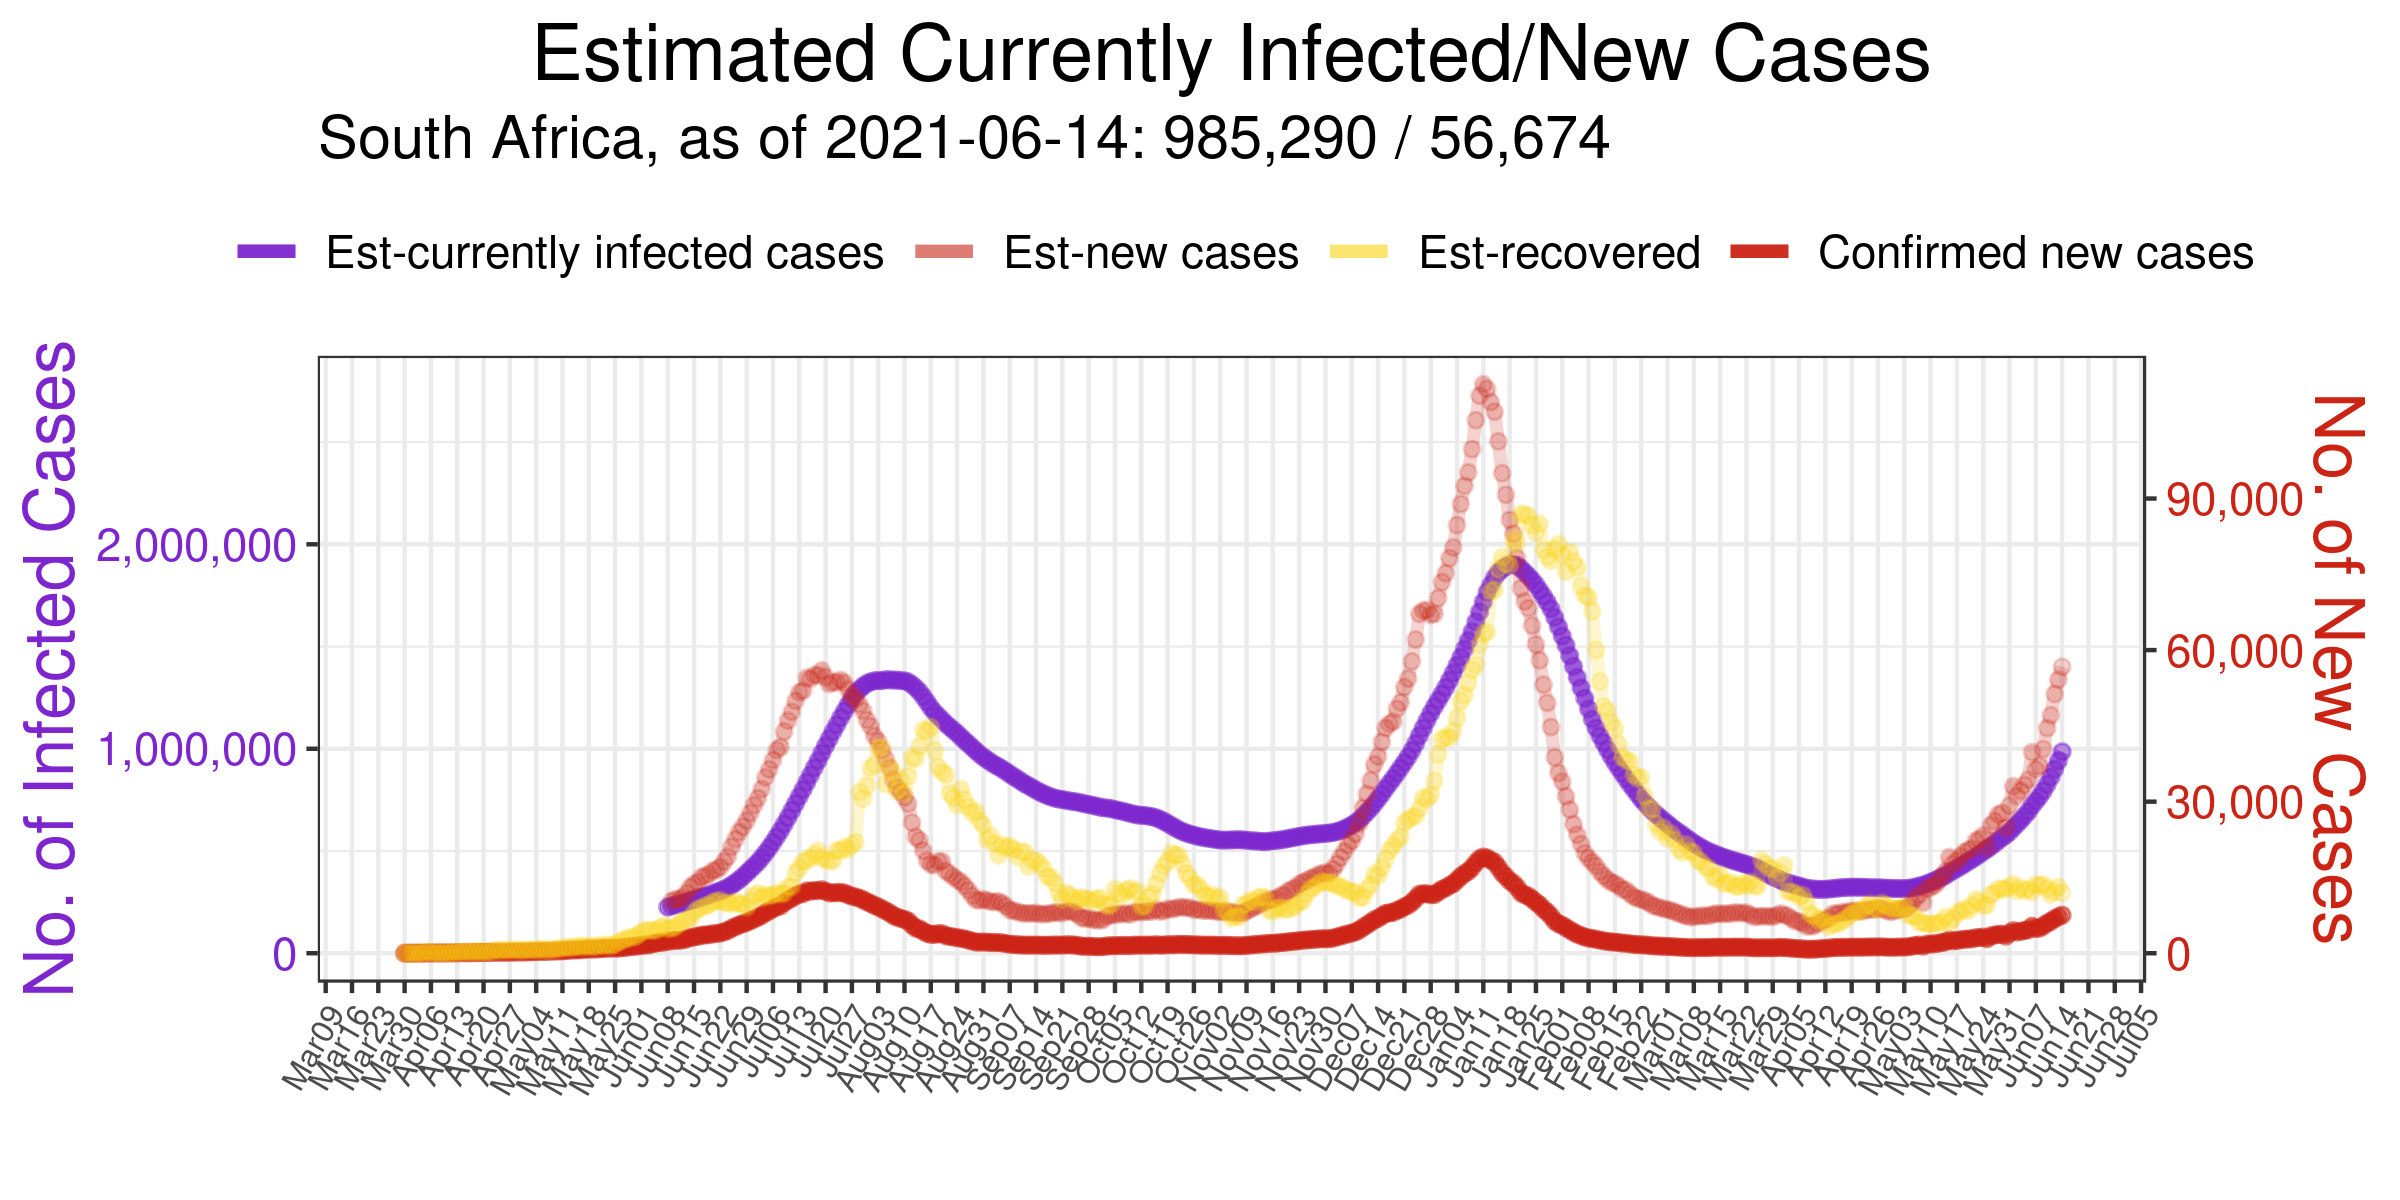 Estimated Currently Infected/New Cases
South Africa, as of 2021-06-14: 985,290 / 56,674
Est-currently infected cases Est-new cases Est-recovered Confirmed new cases
No. of Infected Cases
2,000,000
1,000,000
0
90,000
60,000
30,000
0
No. of New Cases
Mar09 Mar16 Mar23 Mar30 Apr06 Apr13 Apr20 Apr27 May04 May11 May18 May25 Jun01 Jun08 Jun15 Jun22 Jun29 Jul06 Jul13 Jul20 Jul27 Aug03 Aug10 Aug17 Aug24 Aug31 Sep07 Sep14 Sep21 Sep28 Oct05 Oct12 Oct19 Oct26 Nov02 Nov09 Nov16 Nov23 Nov30 Dec07 Dec14 Dec21 Dec28 Jan04 Jan11 Jan18 Jan25 Feb01 Feb08 Feb15 Feb22 Mar01 Mar08 Mar15 Mar22 Mar29 Apr05 Apr12 Apr19 Apr26 May03 May10 May17 May24 May31 Jun07 Jun14 Jun21 Jun28 Jul05